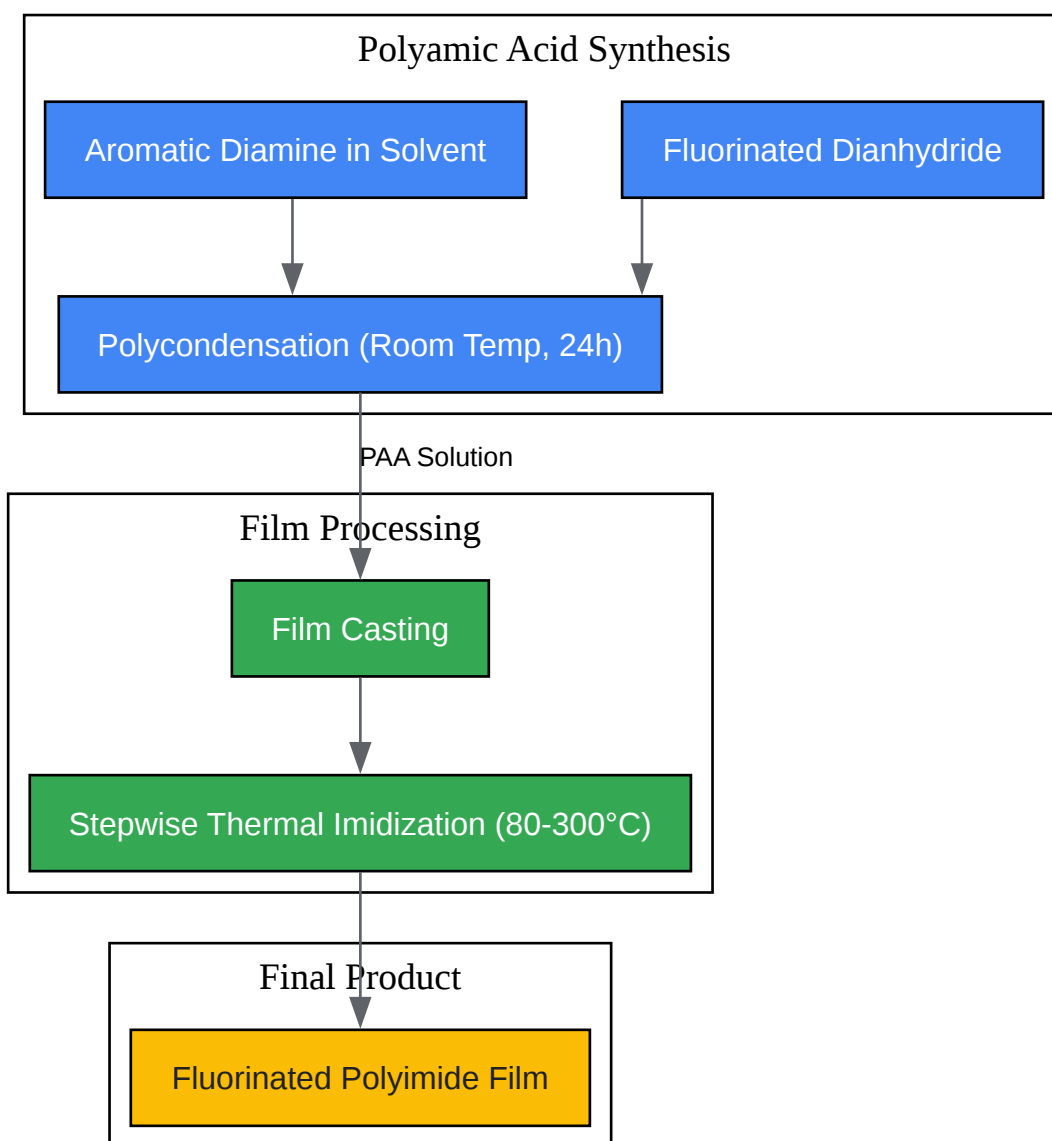 Polyamic Acid Synthesis
Aromatic Diamine in Solvent
Fluorinated Dianhydride
Polycondensation (Room Temp, 24h)
PAA Solution
Film Processing
Film Casting
Stepwise Thermal Imidization (80-300°C)
Final Product
Fluorinated Polyimide Film